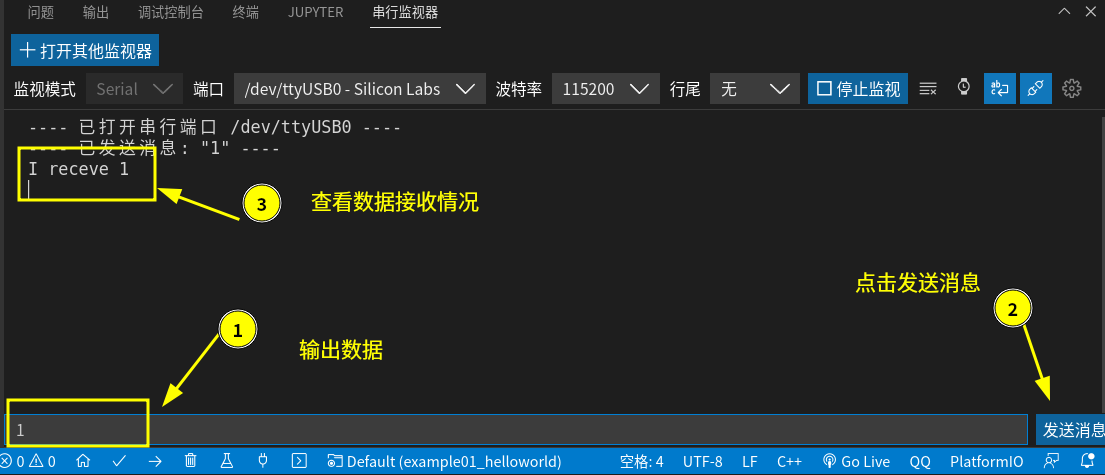 问题 输出 调试控制台 终端 JUPYTER 串行监视器
打开其他监视器
监视模式 Serial 端口 /dev/ttyUSB0 - Silicon Labs 波特率 115200 行尾 无 停止监视
---- 已打开串行端口 /dev/ttyUSB0 ----
---- 已发送消息: "1" ----
I receve 1
3 查看数据接收情况
点击发送消息
2
1
输出数据
1 发送消息
0 0 Default (example01_helloworld) 空格: 4 UTF-8 LF C++ Go Live QQ PlatformIO